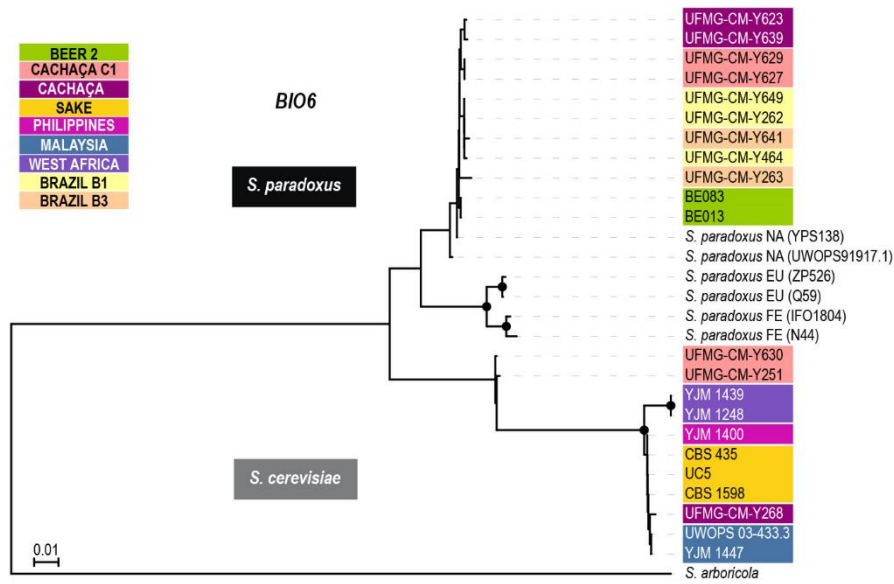 BEER 2
CACHAÇA C1
CACHAÇA
SAKE
PHILIPPINES
MALAYSIA
WEST AFRICA
BRAZIL B1
BRAZIL B3
BIO6
S. paradoxus
S. cerevisiae
0.01
UFMG-CM-Y623
UFMG-CM-Y639
UFMG-CM-Y629
UFMG-CM-Y627
UFMG-CM-Y649
UFMG-CM-Y262
UFMG-CM-Y641
UFMG-CM-Y464
UFMG-CM-Y263
BE083
BE013
S. paradoxus NA (YPS138)
S. paradoxus NA (UWOPS91917.1)
S. paradoxus EU (ZP526)
S. paradoxus EU (Q59)
S. paradoxus FE (IFO1804)
S. paradoxus FE (N44)
UFMG-CM-Y630
UFMG-CM-Y251
YJM 1439
YJM 1248
YJM 1400
CBS 435
UC5
CBS 1598
UFMG-CM-Y268
UWOPS 03-433.3
YJM 1447
S. arboricola